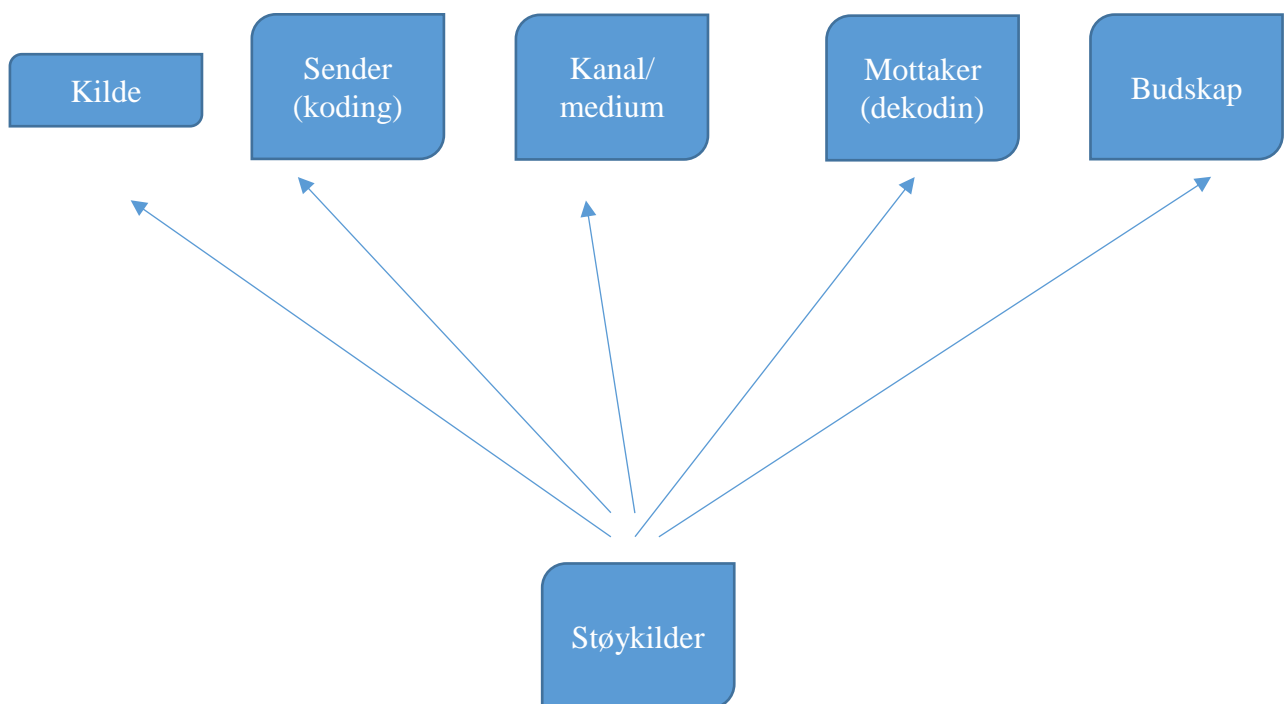 Kilde
Sender
(koding)
Kanal/
medium
Mottaker
(dekodin)
Budskap
Støykilder